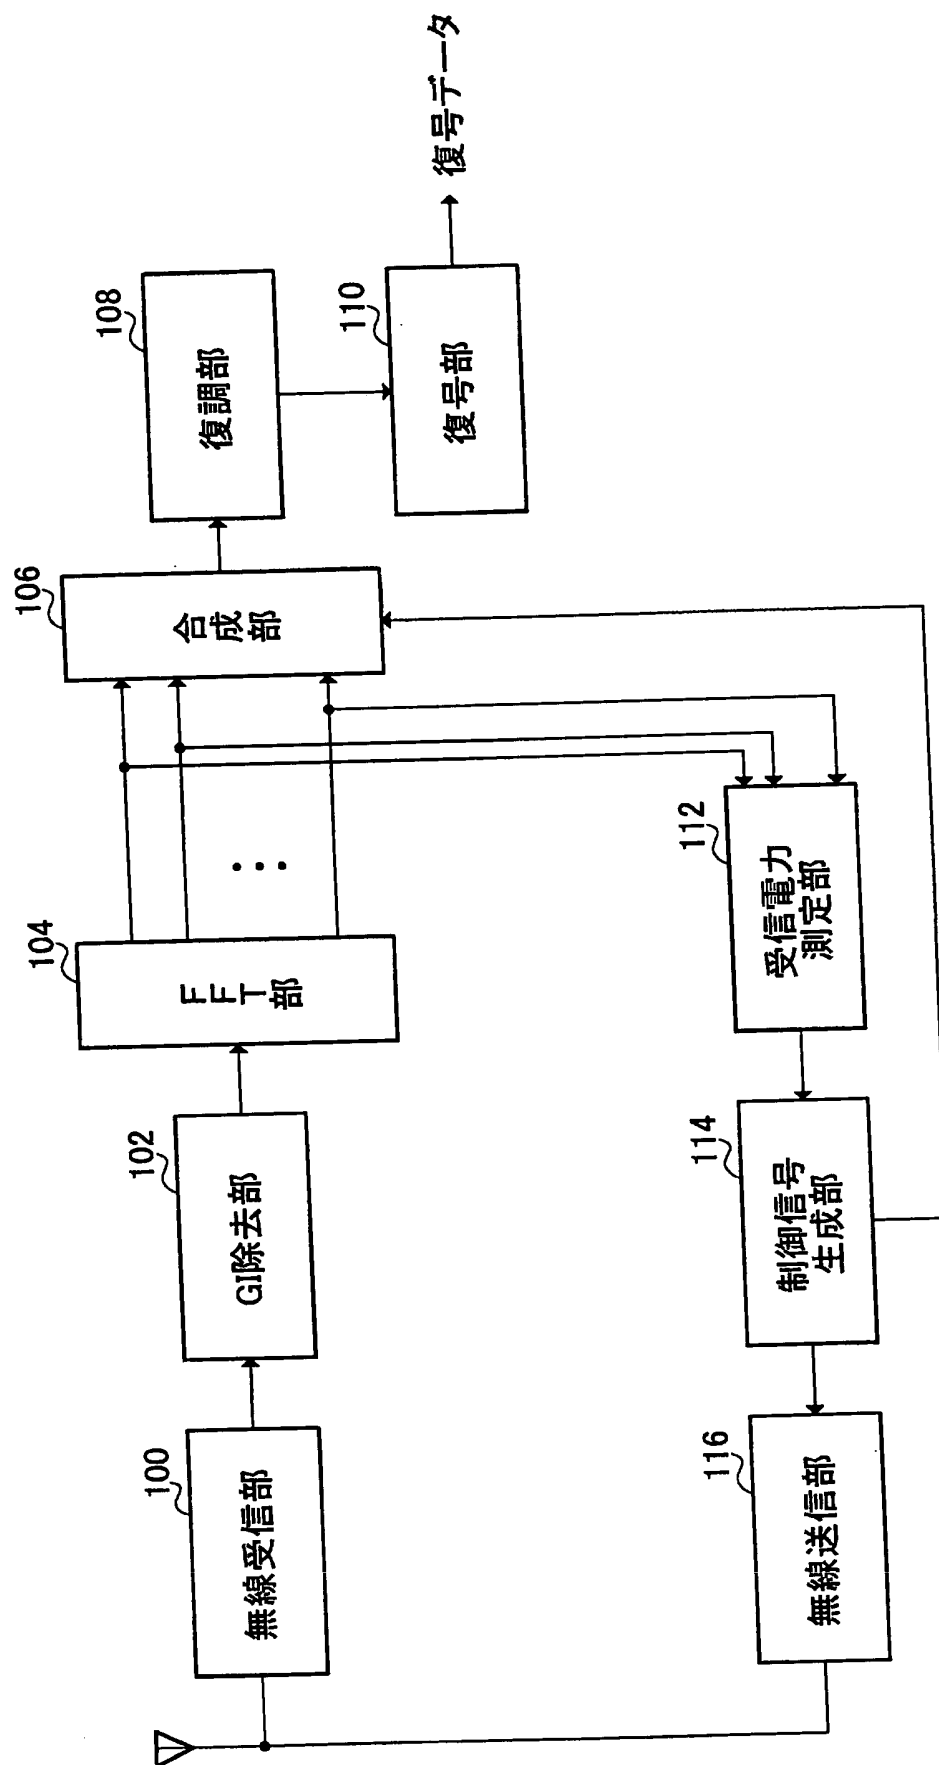 100
無線受信部
102
GI除去部
104
FFT部
106
合成部
108
復調部
110
復号部
復号データ
112
受信電力
測定部
114
制御信号
生成部
116
無線送信部